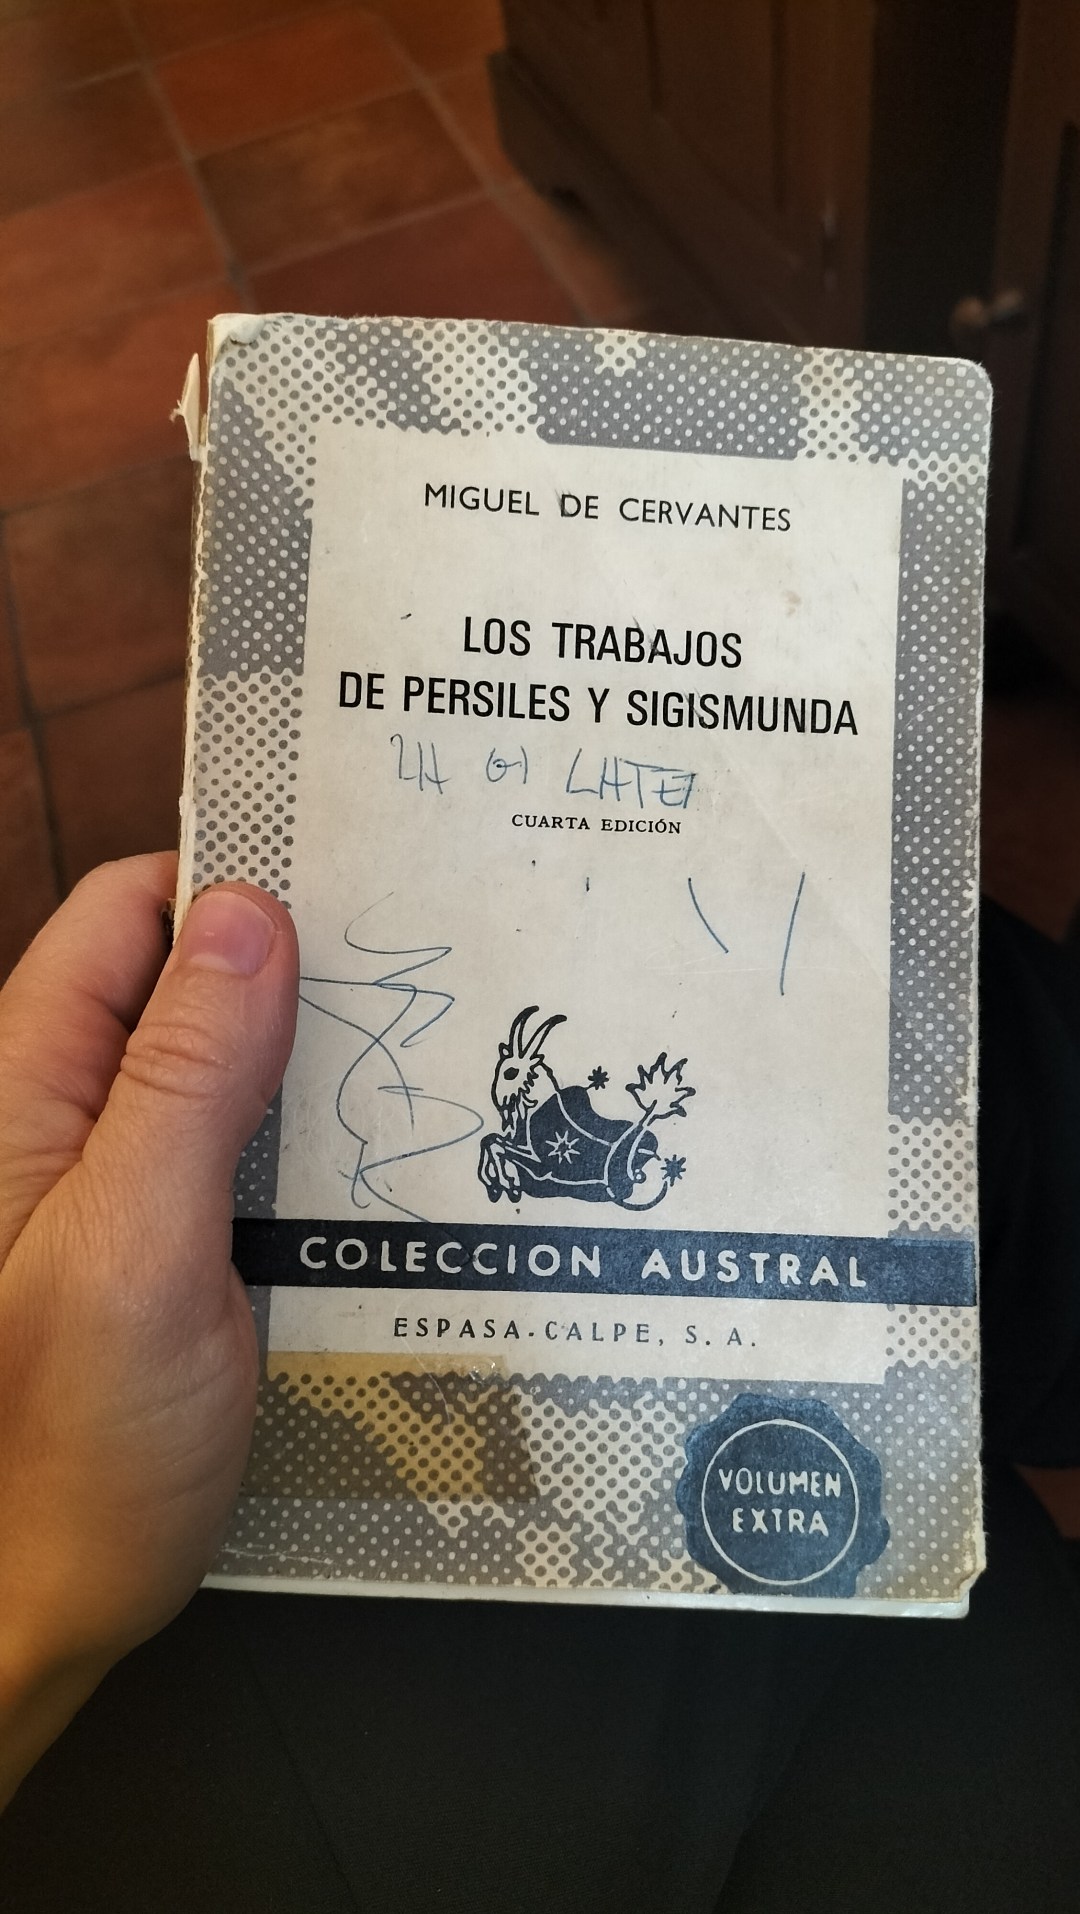 MIGUEL DE CERVANTES
LOS TRABAJOS
DE PERSILES Y SIGISMUNDA
CUARTA EDICIÓN
COLECCION AUSTRAL
ESPASA-CALPE, S. A.
VOLUMEN
EXTRA